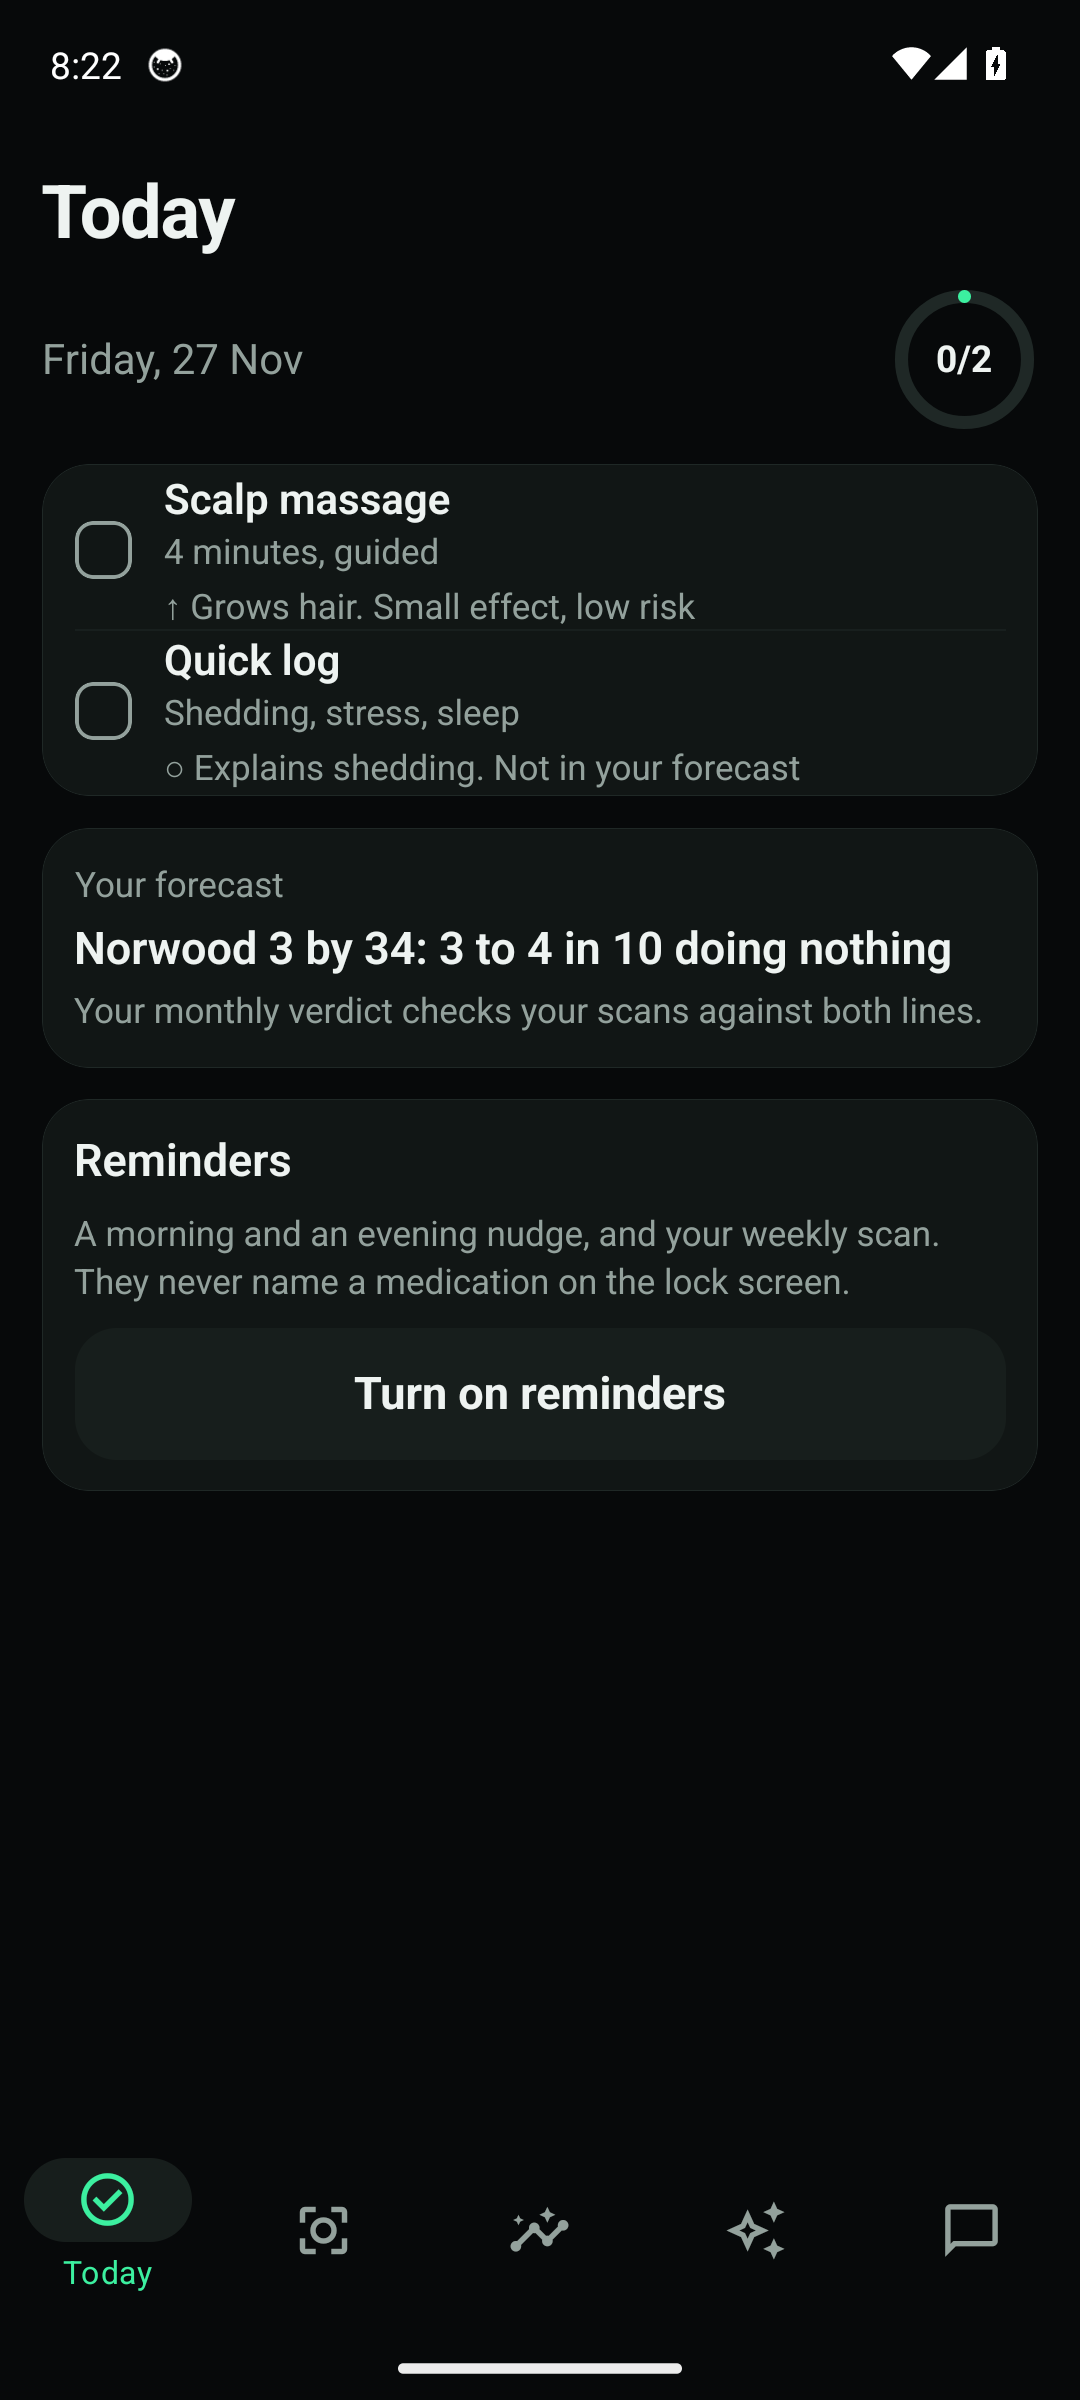 8:22
Today
Friday, 27 Nov
0/2
Scalp massage
4 minutes, guided
↑ Grows hair. Small effect, low risk
Quick log
Shedding, stress, sleep
○ Explains shedding. Not in your forecast
Your forecast
Norwood 3 by 34: 3 to 4 in 10 doing nothing
Your monthly verdict checks your scans against both lines.
Reminders
A morning and an evening nudge, and your weekly scan.
They never name a medication on the lock screen.
Turn on reminders
Today